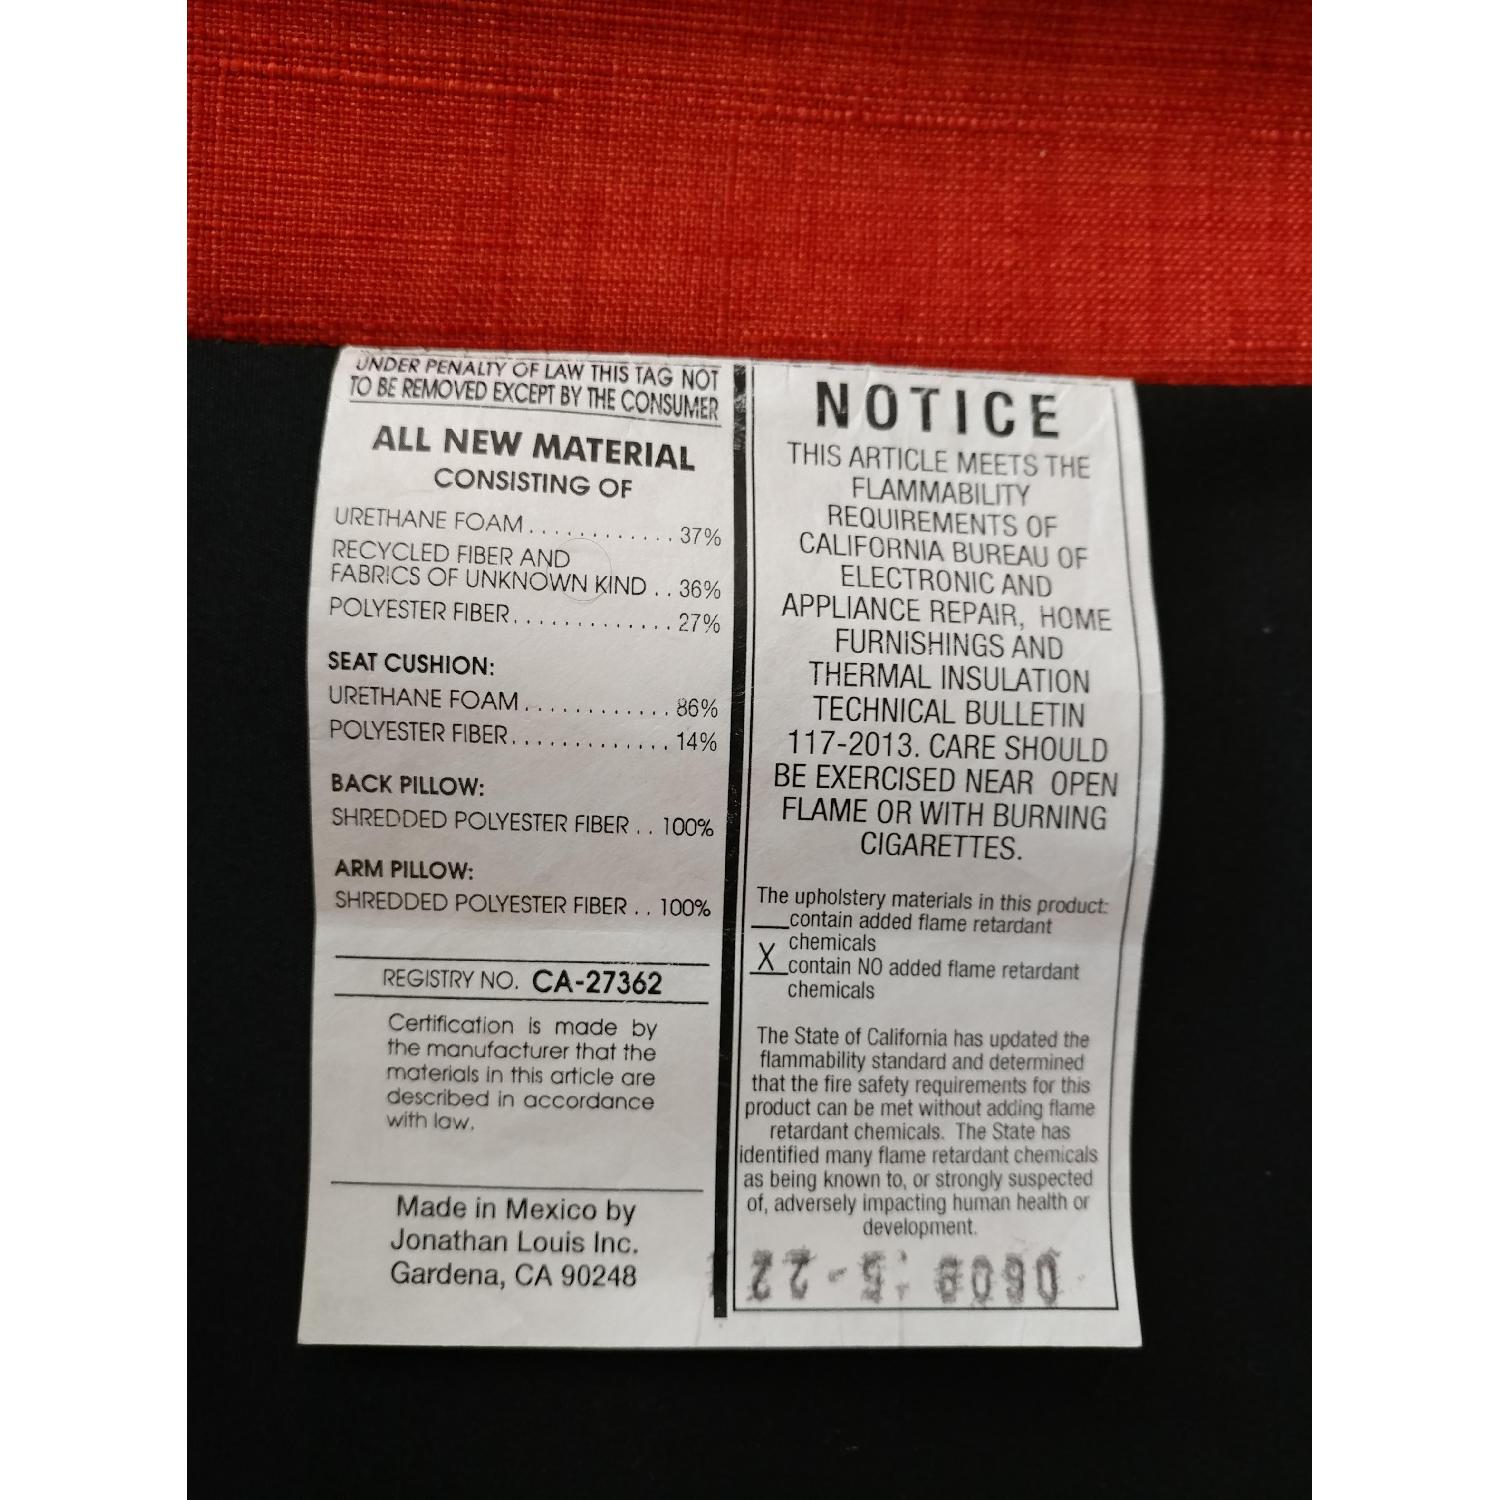 UNDER PENALTY OF LAW THIS TAG NOT
TO BE REMOVED EXCEPT BY THE CONSUMER
ALL NEW MATERIAL
CONSISTING OF
URETHANE FOAM . . . . . . . . . . . . 37%
RECYCLED FIBER AND
FABRICS OF UNKNOWN KIND . . 36%
POLYESTER FIBER. . . . . . . . . . . . . 27%
SEAT CUSHION:
URETHANE FOAM . . . . . . . . . . . . 86%
POLYESTER FIBER. . . . . . . . . . . . . 14%
BACK PILLOW:
SHREDDED POLYESTER FIBER . . 100%
ARM PILLOW:
SHREDDED POLYESTER FIBER . . 100%
REGISTRY NO. CA-27362
Certification is made by
the manufacturer that the
materials in this article are
described in accordance
with law.
Made in Mexico by
Jonathan Louis Inc.
Gardena, CA 90248
NOTICE
THIS ARTICLE MEETS THE
FLAMMABILITY
REQUIREMENTS OF
CALIFORNIA BUREAU OF
ELECTRONIC AND
APPLIANCE REPAIR, HOME
FURNISHINGS AND
THERMAL INSULATION
TECHNICAL BULLETIN
117-2013. CARE SHOULD
BE EXERCISED NEAR OPEN
FLAME OR WITH BURNING
CIGARETTES.
The upholstery materials in this product:
___contain added flame retardant
chemicals
_X_contain NO added flame retardant
chemicals
The State of California has updated the
flammability standard and determined
that the fire safety requirements for this
product can be met without adding flame
retardant chemicals. The State has
identified many flame retardant chemicals
as being known to, or strongly suspected
of, adversely impacting human health or
development.